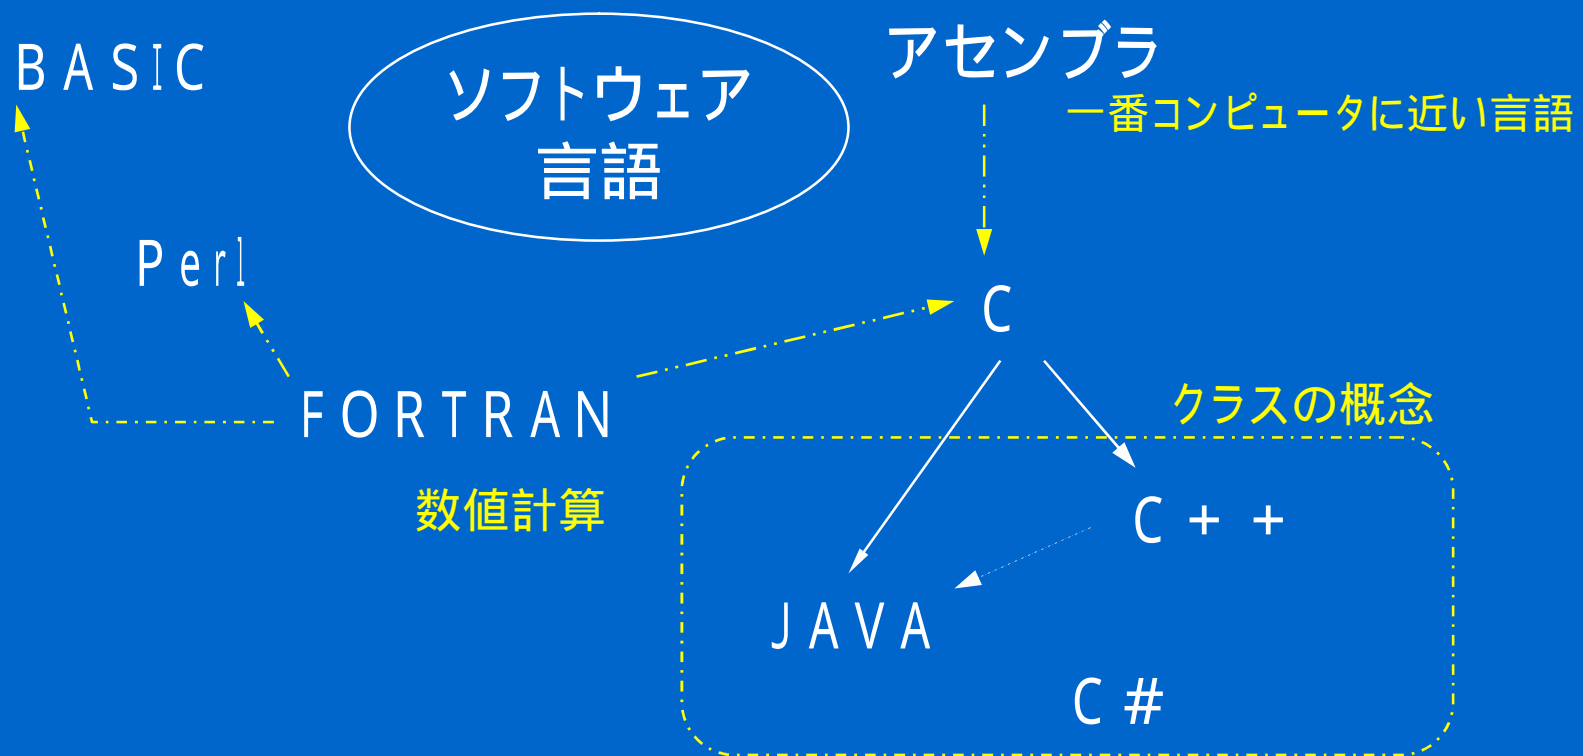 BASIC
ソフトウェア
言語
アセンブラ
一番コンピュータに近い言語
Perl
C
FORTRAN
数値計算
クラスの概念
C++
JAVA
C#